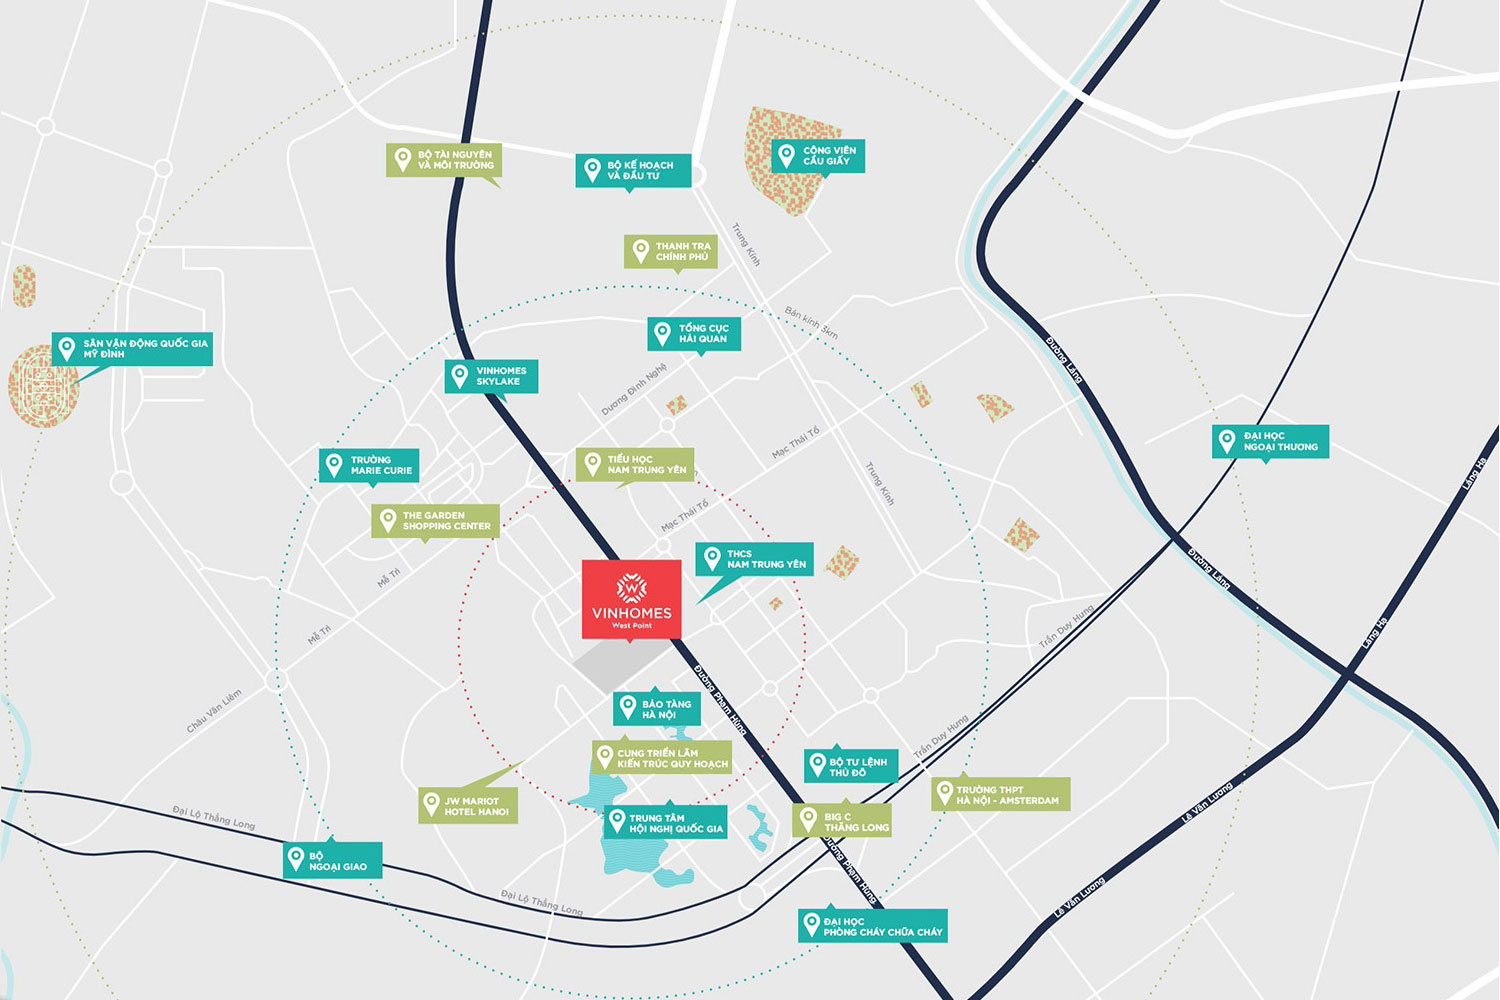 BỘ TÀI NGUYÊN
VÀ MÔI TRƯỜNG
BỘ KẾ HOẠCH
VÀ ĐẦU TƯ
CÔNG VIÊN
CẦU GIẤY
Trung Kính
THANH TRA
CHÍNH PHỦ
Bán kính 3km
TỔNG CỤC
HẢI QUAN
SÂN VẬN ĐỘNG QUỐC GIA
MỸ ĐÌNH
VINHOMES
SKYLAKE
Dương Đình Nghệ
Đường Láng
TRƯỜNG
MARIE CURIE
TIỂU HỌC
NAM TRUNG YÊN
Mạc Thái Tổ
Trung Kính
ĐẠI HỌC
NGOẠI THƯƠNG
Láng Hạ
THE GARDEN
SHOPPING CENTER
Mạc Thái Tổ
THCS
NAM TRUNG YÊN
Đường Láng
Mễ Trì
VINHOMES
West Point
Mễ Trì
Trần Duy Hưng
Láng Hạ
Châu Văn Liêm
Đường Phạm Hùng
BẢO TÀNG
HÀ NỘI
Trần Duy Hưng
CUNG TRIỂN LÃM
KIẾN TRÚC QUY HOẠCH
BỘ TƯ LỆNH
THỦ ĐÔ
JW MARIOT
HOTEL HANOI
TRƯỜNG THPT
HÀ NỘI - AMSTERDAM
Lê Văn Lương
Đại Lộ Thăng Long
TRUNG TÂM
HỘI NGHỊ QUỐC GIA
BIG C
THĂNG LONG
BỘ
NGOẠI GIAO
Đường Phạm Hùng
Đại Lộ Thăng Long
Lê Văn Lương
ĐẠI HỌC
PHÒNG CHÁY CHỮA CHÁY